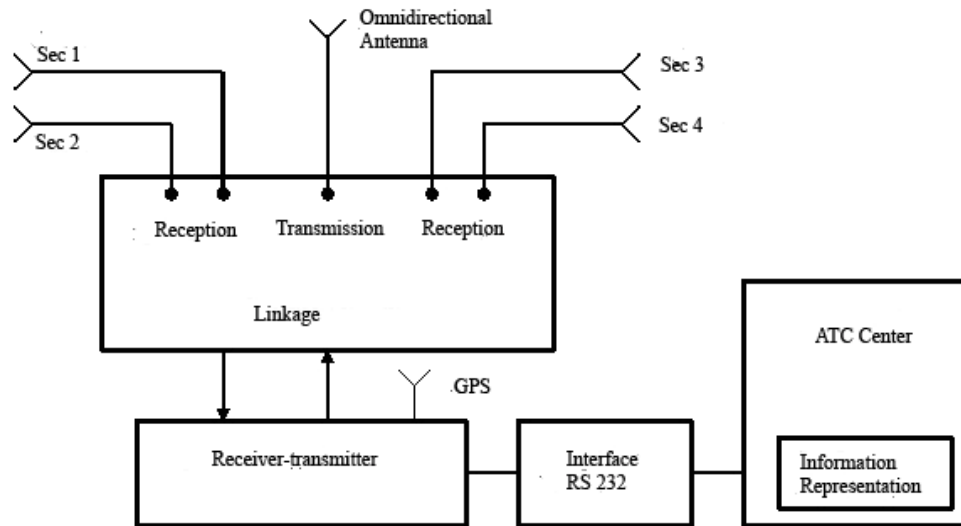 Omnidirectional
Antenna
Sec 1
Sec 3
Sec 2
Sec 4
Reception
Transmission
Reception
Linkage
ATC Center
GPS
Receiver-transmitter
Interface
RS 232
Information
Representation